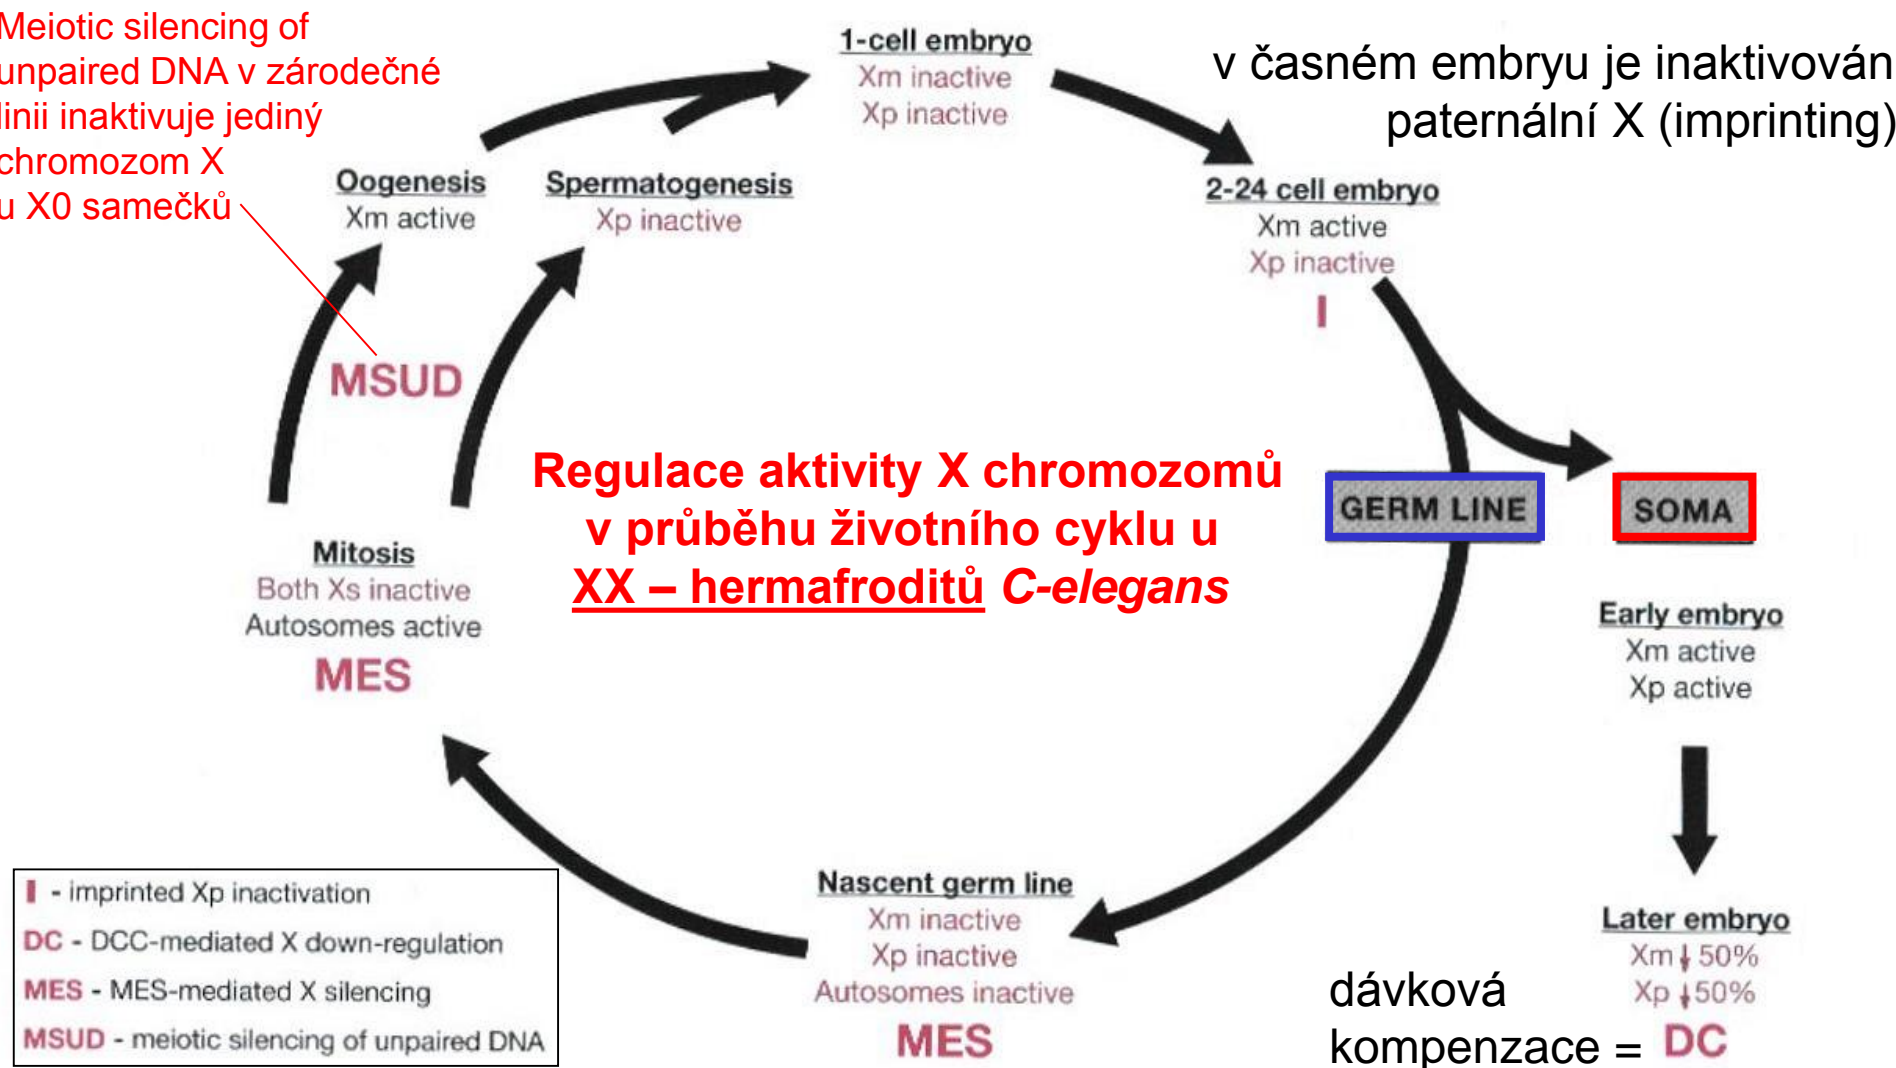 Meiotic silencing of
unpaired DNA v zárodečné
linii inaktivuje jediný
chromozom X
u X0 samečků
1-cell embryo
Xm inactive
Xp inactive
v časném embryu je inaktivován
paternální X (imprinting)
Oogenesis
Xm active
Spermatogenesis
Xp inactive
2-24 cell embryo
Xm active
Xp inactive
I
MSUD
Regulace aktivity X chromozomů
v průběhu životního cyklu u
XX – hermafroditů C-elegans
GERM LINE
SOMA
Mitosis
Both Xs inactive
Autosomes active
MES
Early embryo
Xm active
Xp active
Nascent germ line
Xm inactive
Xp inactive
Autosomes inactive
MES
Later embryo
Xm ↓ 50%
Xp ↓50%
dávková
kompenzace = DC
I - imprinted Xp inactivation
DC - DCC-mediated X down-regulation
MES - MES-mediated X silencing
MSUD - meiotic silencing of unpaired DNA